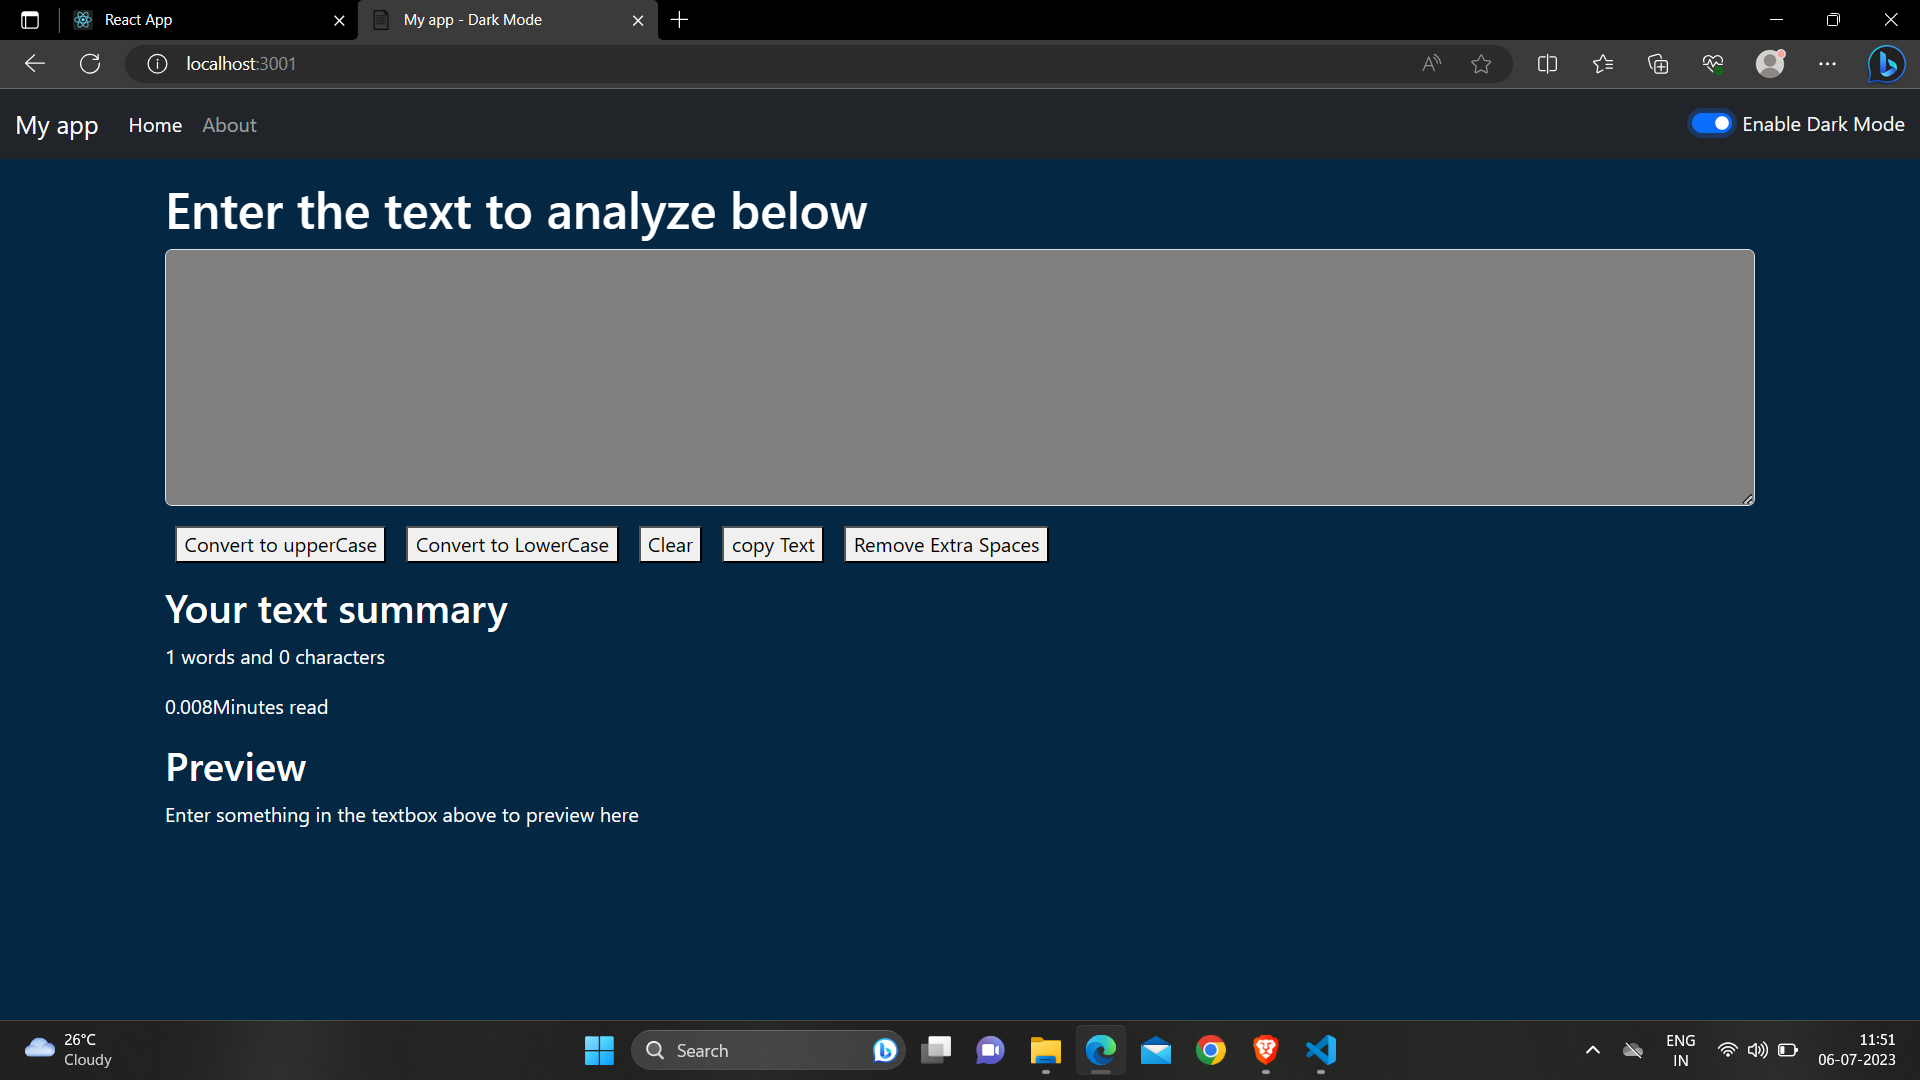 React App
My app - Dark Mode
localhost:3001
My app Home About Enable Dark Mode
Enter the text to analyze below
Convert to upperCase Convert to LowerCase Clear copy Text Remove Extra Spaces
Your text summary
1 words and 0 characters
0.008Minutes read
Preview
Enter something in the textbox above to preview here
26°C
Cloudy
Search
ENG
IN
11:51
06-07-2023